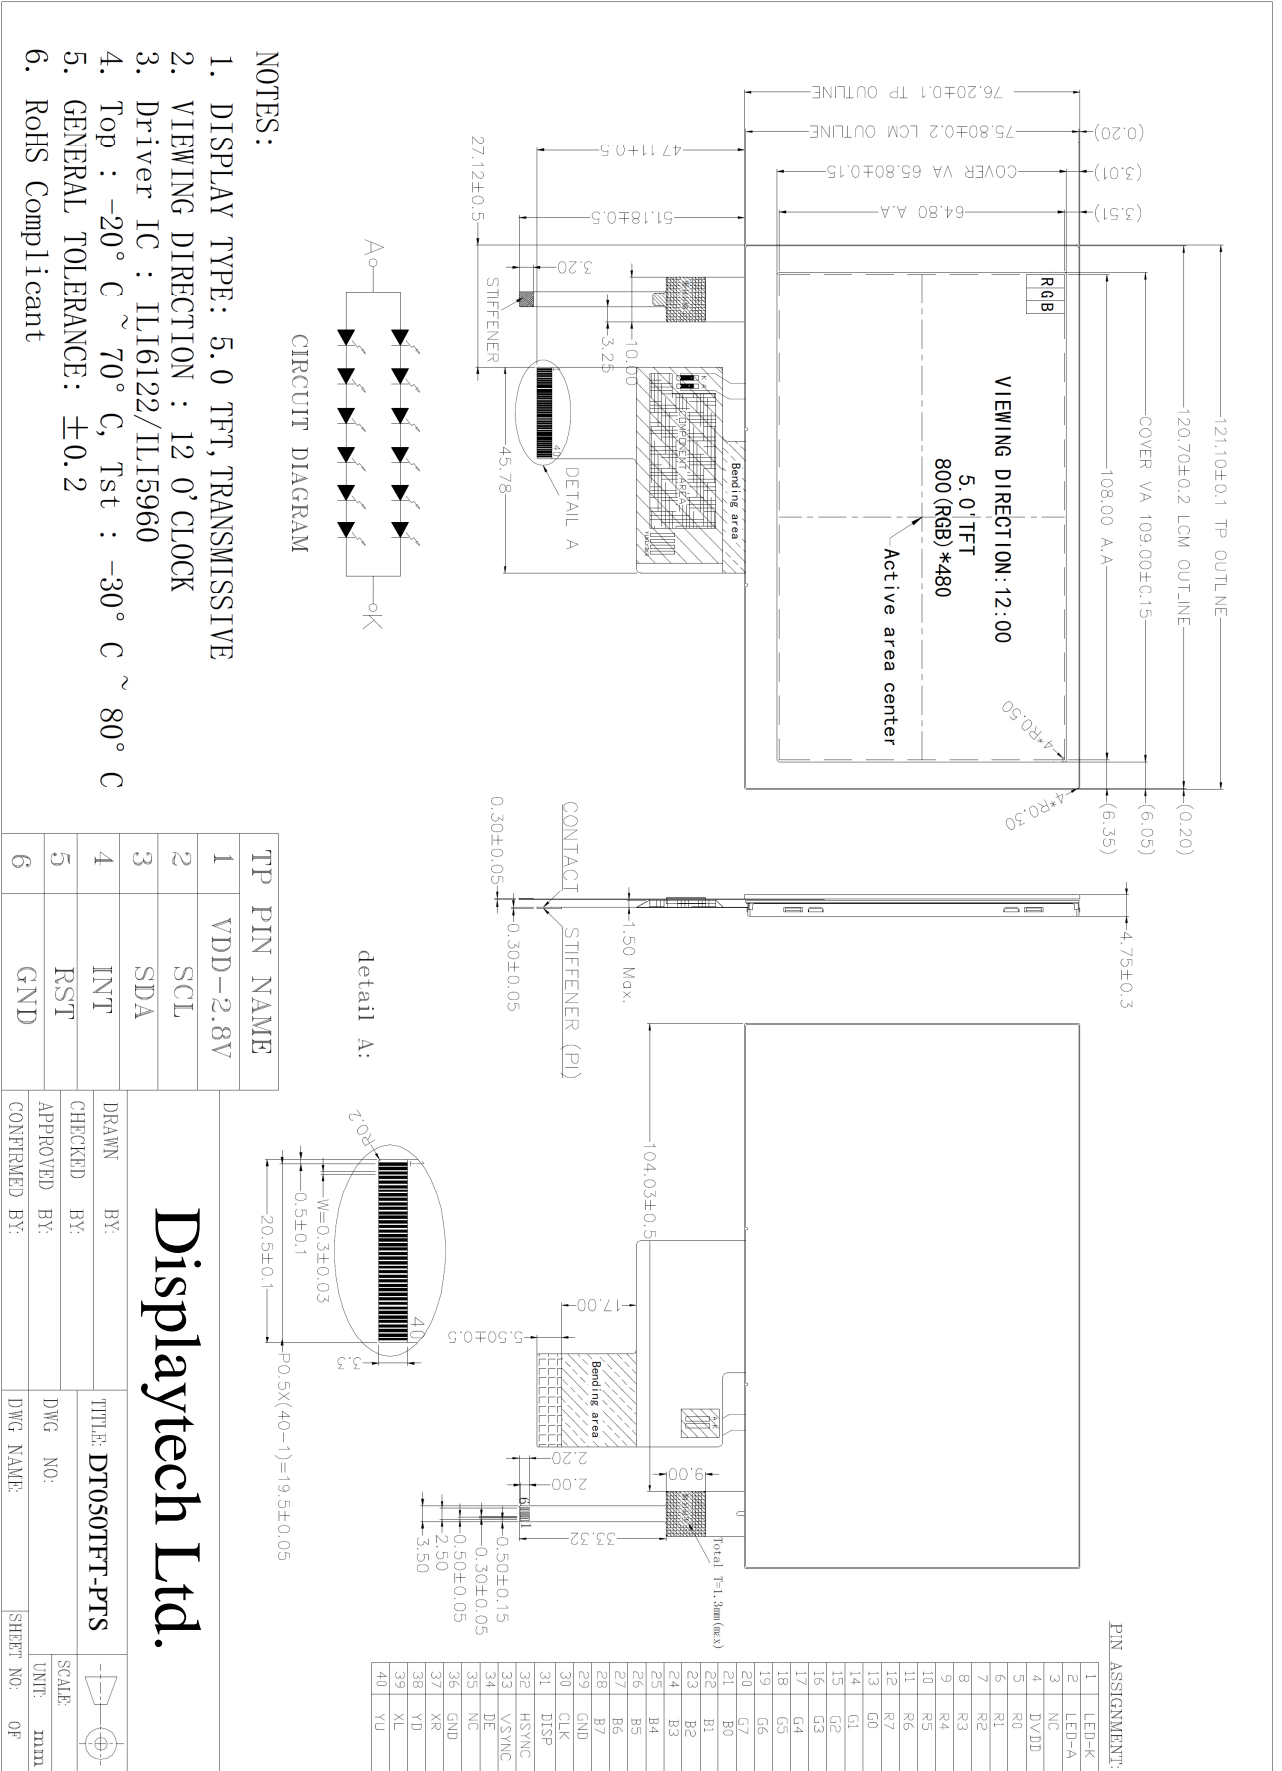 121.10±0.1 TP OUTLINE
(0.20)
120.70±0.2 LCM OUTLINE
(6.05)
COVER VA 109.00±0.15
(6.35)
108.00 A.A
4*R0.50
4*R0.30
76.20±0.1 TP OUTLINE
75.80±0.2 LCM OUTLINE
(0.20)
COVER VA 65.80±0.15
(3.01)
64.80 A.A
(3.51)
47.11±0.5
51.18±0.5
27.12±0.5
RGB
VIEWING DIRECTION:12:00
5.0'TFT
800(RGB)*480
Active area center
3.20
STIFFENER
10.00
3.25
K A
COMPONENT AREA
Bending area
40
DETAIL A
45.78
4.75±0.3
1.50 Max.
CONTACT
STIFFENER (PI)
0.30±0.05
0.30±0.05
104.03±0.5
17.00
5.50±0.5
Bending area
A K
2.20
2.00
9.00
33.32
Total T=1.3mm(max)
6
1
0.50±0.15
0.30±0.05
0.50±0.05
2.50
3.50
PIN ASSIGNMENT:
1 LED-K
2 LED-A
3 NC
4 DVDD
5 R0
6 R1
7 R2
8 R3
9 R4
10 R5
11 R6
12 R7
13 G0
14 G1
15 G2
16 G3
17 G4
18 G5
19 G6
20 G7
21 B0
22 B1
23 B2
24 B3
25 B4
26 B5
27 B6
28 B7
29 GND
30 CLK
31 DISP
32 HSYNC
33 VSYNC
34 DE
35 NC
36 GND
37 XR
38 YD
39 XL
40 YU
A
K
CIRCUIT DIAGRAM
detail A:
R0.2
1
40
3.3
W=0.3±0.03
0.5±0.1
P0.5X(40-1)=19.5±0.05
20.5±0.1
NOTES:
1. DISPLAY TYPE: 5.0 TFT,TRANSMISSIVE
2. VIEWING DIRECTION : 12 O'CLOCK
3. Driver IC : ILI6122/ILI5960
4. Top : -20° C ~ 70° C, Tst : -30° C ~ 80° C
5. GENERAL TOLERANCE: ±0.2
6. RoHS Complicant
TP PIN NAME
1 VDD-2.8V
2 SCL
3 SDA
4 INT
5 RST
6 GND
Displaytech Ltd.
DRAWN BY:
CHECKED BY:
APPROVED BY:
CONFIRMED BY:
TITLE: DT050TFT-PTS
DWG NO:
DWG NAME:
SCALE:
UNIT: mm
SHEET NO: OF